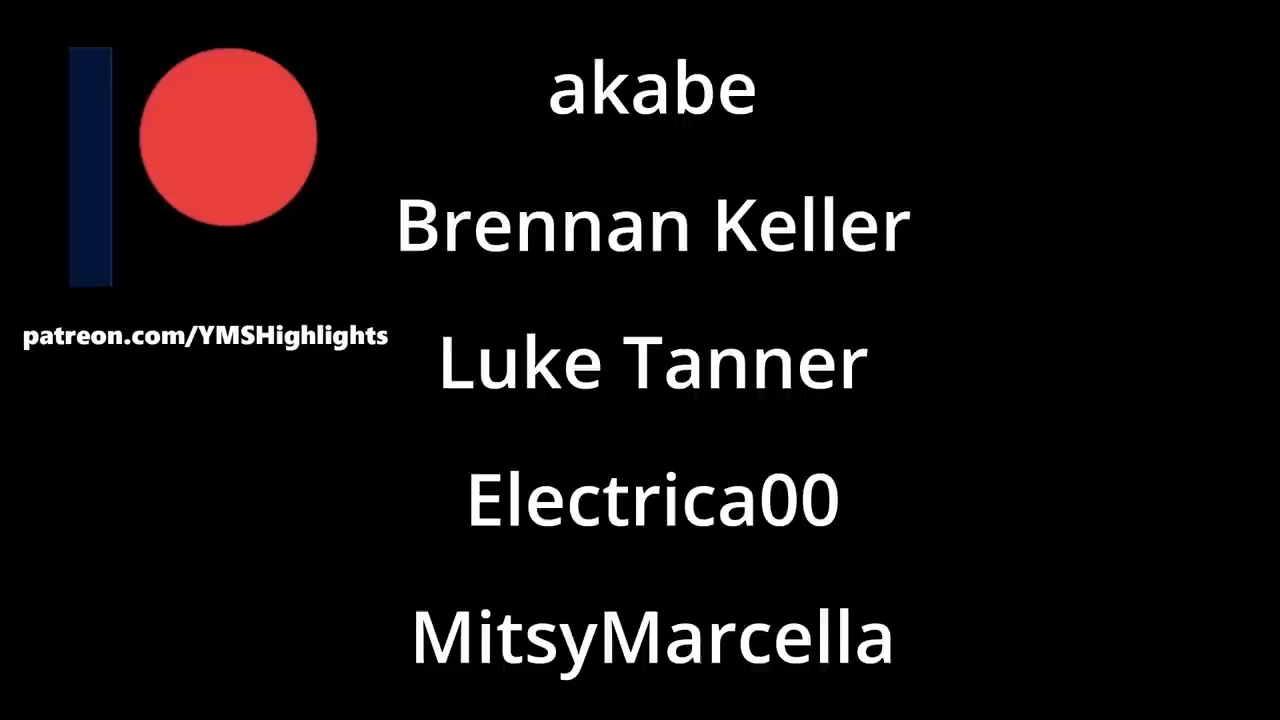 akabe
Brennan Keller
patreon.com/YMSHighlights
Luke Tanner
Electrica00
MitsyMarcella